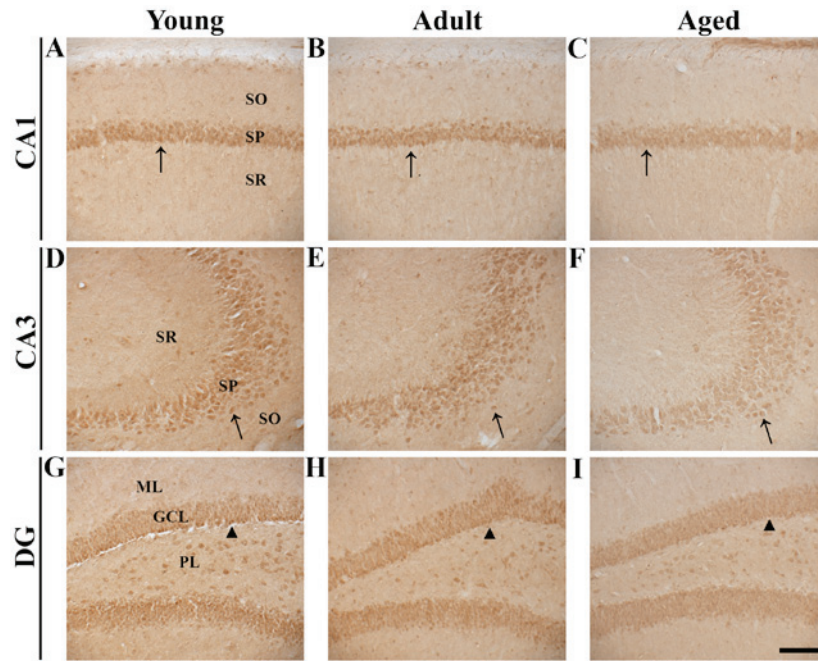 Young Adult Aged
CA1
A B C
SO
SP
SR
CA3
D E F
SR
SP
SO
DG
G H I
ML
GCL
PL